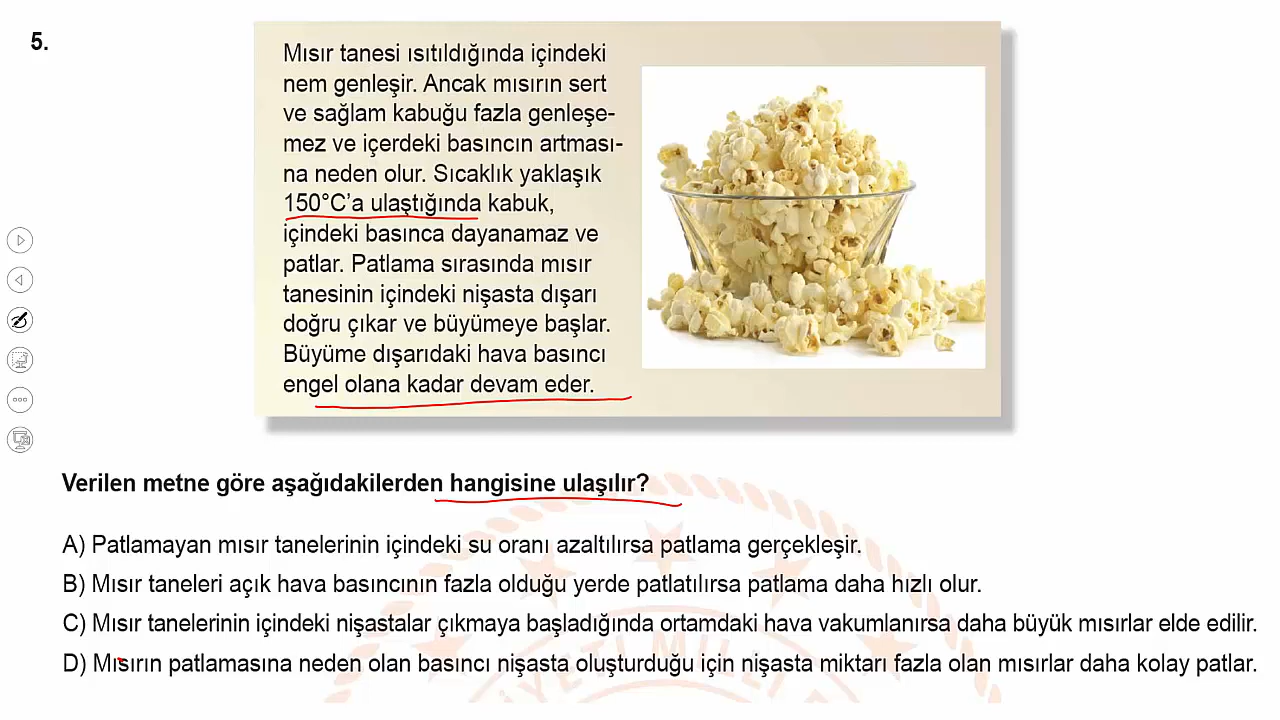 5.
Mısır tanesi ısıtıldığında içindeki
nem genleşir. Ancak mısırın sert
ve sağlam kabuğu fazla genleşe-
mez ve içerdeki basıncın artması-
na neden olur. Sıcaklık yaklaşık
150°C'a ulaştığında kabuk,
içindeki basınca dayanamaz ve
patlar. Patlama sırasında mısır
tanesinin içindeki nişasta dışarı
doğru çıkar ve büyümeye başlar.
Büyüme dışarıdaki hava basıncı
engel olana kadar devam eder.
Verilen metne göre aşağıdakilerden hangisine ulaşılır?
A) Patlamayan mısır tanelerinin içindeki su oranı azaltılırsa patlama gerçekleşir.
B) Mısır taneleri açık hava basıncının fazla olduğu yerde patlatılırsa patlama daha hızlı olur.
C) Mısır tanelerinin içindeki nişastalar çıkmaya başladığında ortamdaki hava vakumlanırsa daha büyük mısırlar elde edilir.
D) Mısırın patlamasına neden olan basıncı nişasta oluşturduğu için nişasta miktarı fazla olan mısırlar daha kolay patlar.